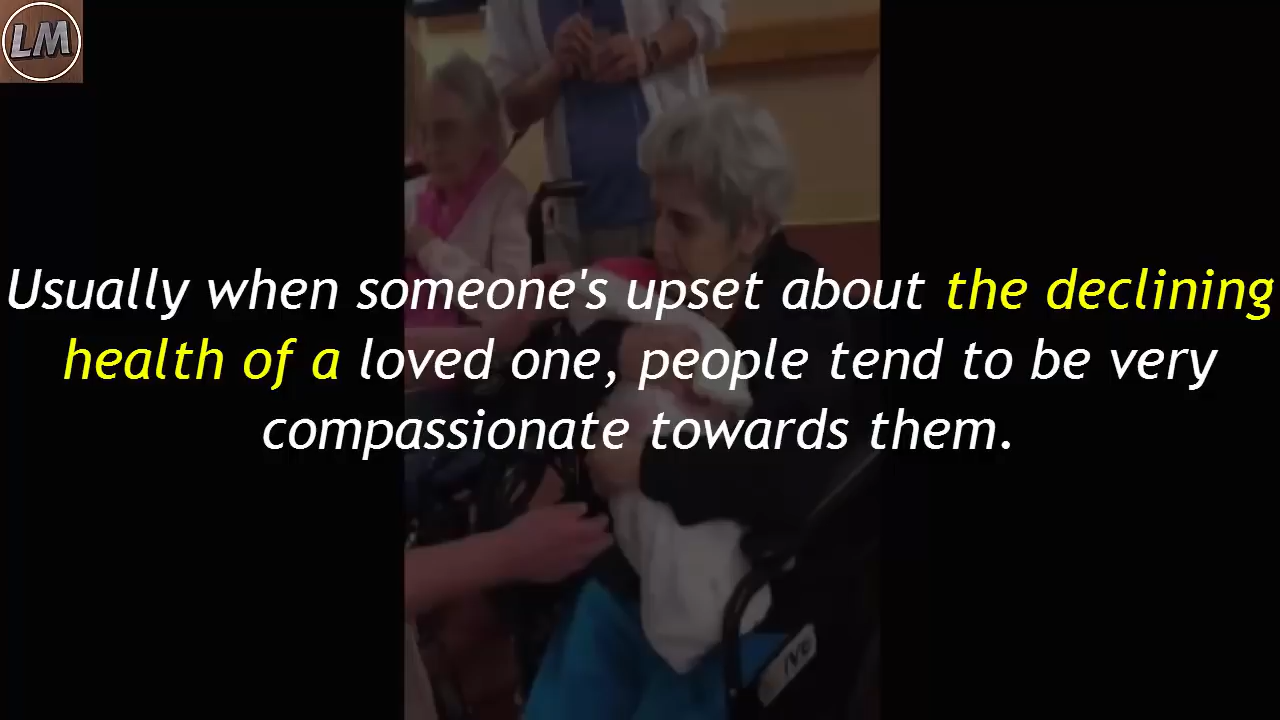 LM
Usually when someone's upset about the declining
health of a loved one, people tend to be very
compassionate towards them.
IVC